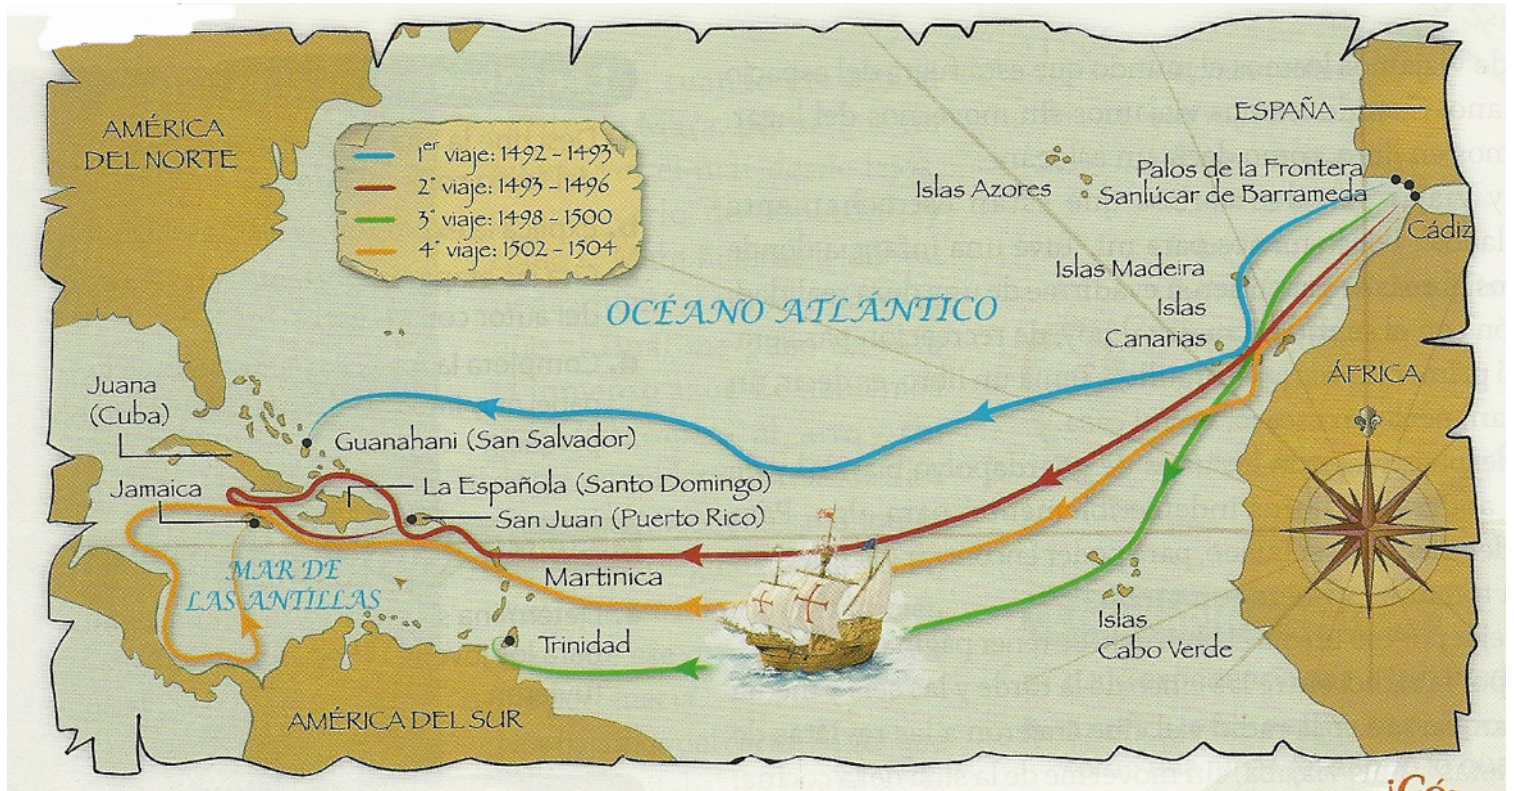 AMÉRICA
DEL NORTE
1er viaje: 1492 - 1493
2° viaje: 1493 - 1496
3° viaje: 1498 - 1500
4° viaje: 1502 - 1504
ESPAÑA
Palos de la Frontera
Islas Azores
Sanlúcar de Barrameda
Cádiz
Islas Madeira
OCÉANO ATLÁNTICO
Islas
Canarias
ÁFRICA
Juana
(Cuba)
Guanahani (San Salvador)
Jamaica
La Española (Santo Domingo)
San Juan (Puerto Rico)
MAR DE
LAS ANTILLAS
Martinica
Trinidad
Islas
Cabo Verde
AMÉRICA DEL SUR